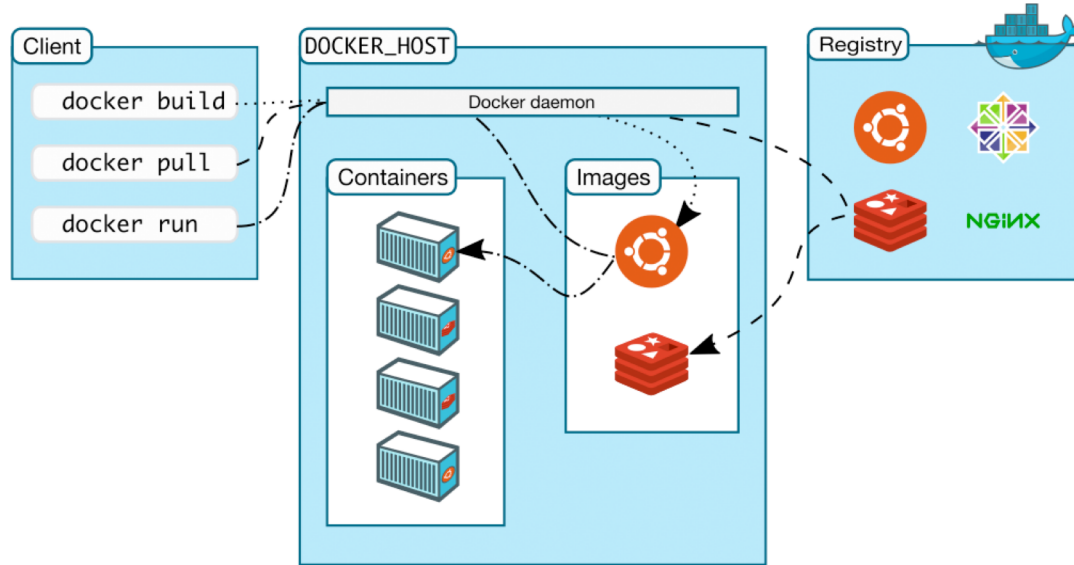 Client
docker build
docker pull
docker run
DOCKER_HOST
Docker daemon
Containers
Images
Registry
NGiNX